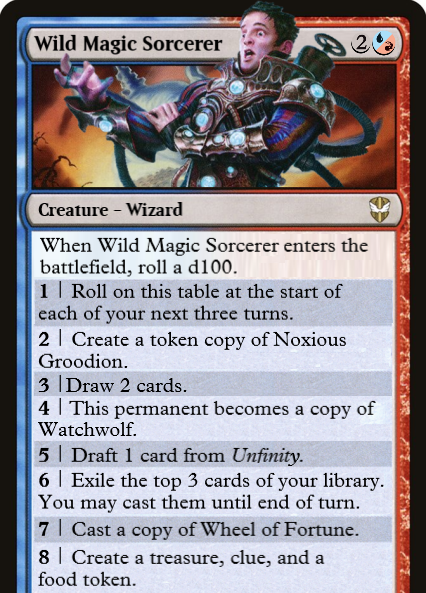 Wild Magic Sorcerer 2
Creature - Wizard
When Wild Magic Sorcerer enters the
battlefield, roll a d100.
1 | Roll on this table at the start of
each of your next three turns.
2 | Create a token copy of Noxious
Groodion.
3 | Draw 2 cards.
4 | This permanent becomes a copy of
Watchwolf.
5 | Draft 1 card from Unfinity.
6 | Exile the top 3 cards of your library.
You may cast them until end of turn.
7 | Cast a copy of Wheel of Fortune.
8 | Create a treasure, clue, and a
food token.